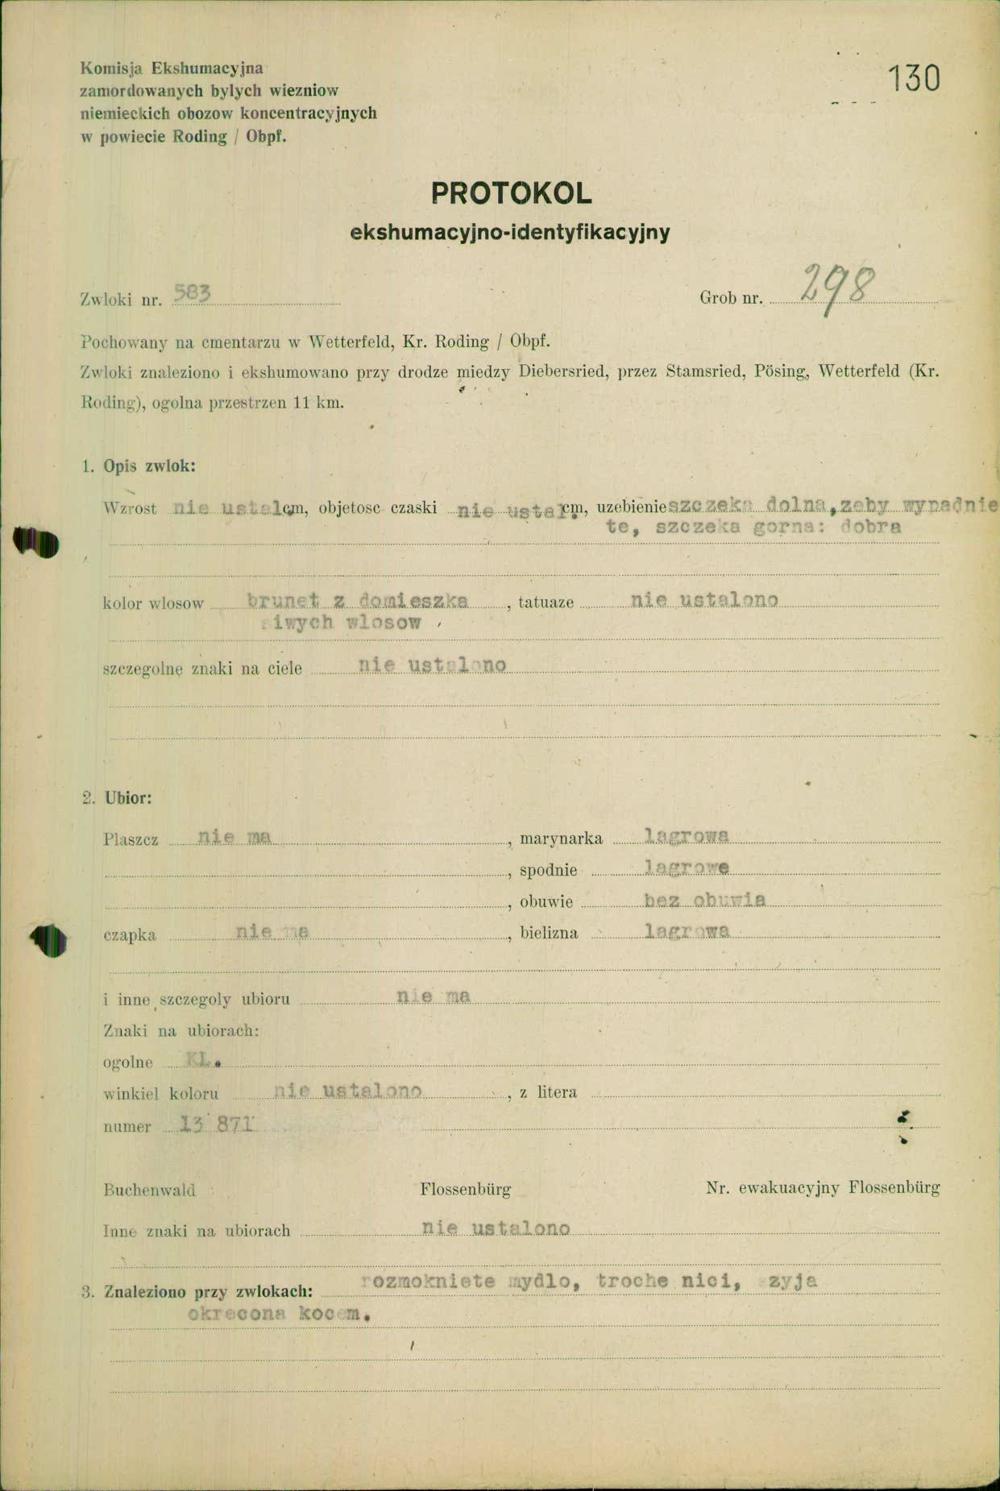 Komisja Ekshumacyjna
130
zamordowanych bylych wiezniow
niemieckich obozow koncentracyjnych
w powiecie Roding / Obpf.
PROTOKOL
ekshumacyjno-identyfikacyjny
Zwloki nr. 583 Grob nr. 298
Pochowany na cmentarzu w Wetterfeld, Kr. Roding / Obpf.
Zwloki znaleziono i ekshumowano przy drodze miedzy Diebersried, przez Stamsried, Pösing, Wetterfeld (Kr.
Roding), ogolna przestrzen 11 km.
1. Opis zwlok:
Wzrost nie ustal cm, objetosc czaski nie ustal cm, uzebienie szczeka dolna, zeby wypadnie
te, szczeka gorna: dobra
kolor wlosow brunet z domieszka, tatuaze nie ustalono
siwych wlosow
szczegolne znaki na ciele nie ustalono
2. Ubior:
Plaszcz nie ma, marynarka lagrowa
, spodnie lagrowe
, obuwie bez obuwia
czapka nie ma, bielizna lagrowa
i inne szczegoly ubioru nie ma
Znaki na ubiorach:
ogolne KL.
winkiel koloru nie ustalono, z litera
numer 13 871
Buchenwald Flossenbürg Nr. ewakuacyjny Flossenbürg
Inne znaki na ubiorach nie ustalono
3. Znaleziono przy zwlokach: rozmokniete mydlo, troche nici, szyja
okrecona kocem.